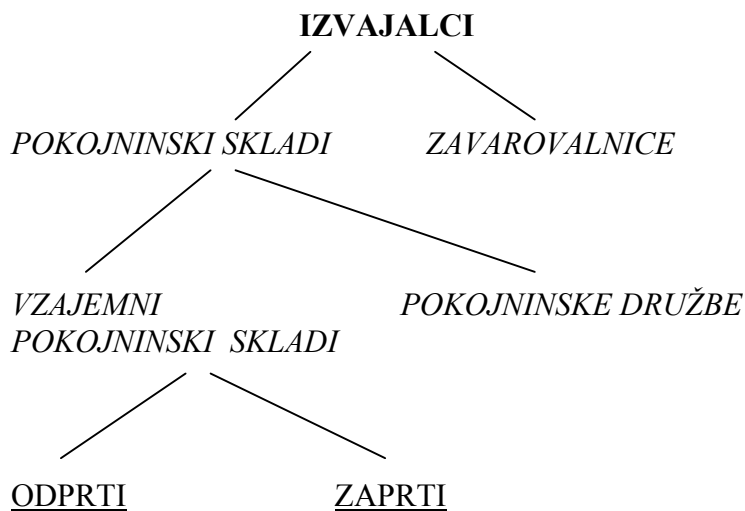 IZVAJALCI
POKOJNINSKI SKLADI ZAVAROVALNICE
VZAJEMNI POKOJNINSKE DRUŽBE
POKOJNINSKI SKLADI
ODPRTI ZAPRTI